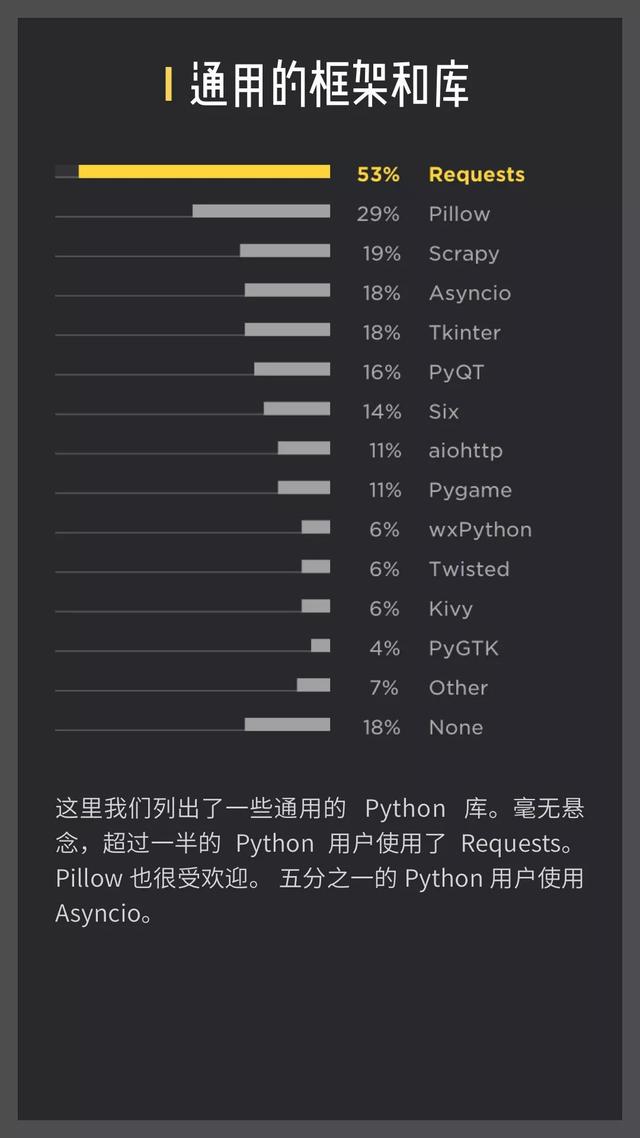 通用的框架和库
53% Requests
29% Pillow
19% Scrapy
18% Asyncio
18% Tkinter
16% PyQT
14% Six
11% aiohttp
11% Pygame
6% wxPython
6% Twisted
6% Kivy
4% PyGTK
7% Other
18% None
这里我们列出了一些通用的 Python 库。毫无悬
念，超过一半的 Python 用户使用了 Requests。
Pillow 也很受欢迎。 五分之一的 Python 用户使用
Asyncio。